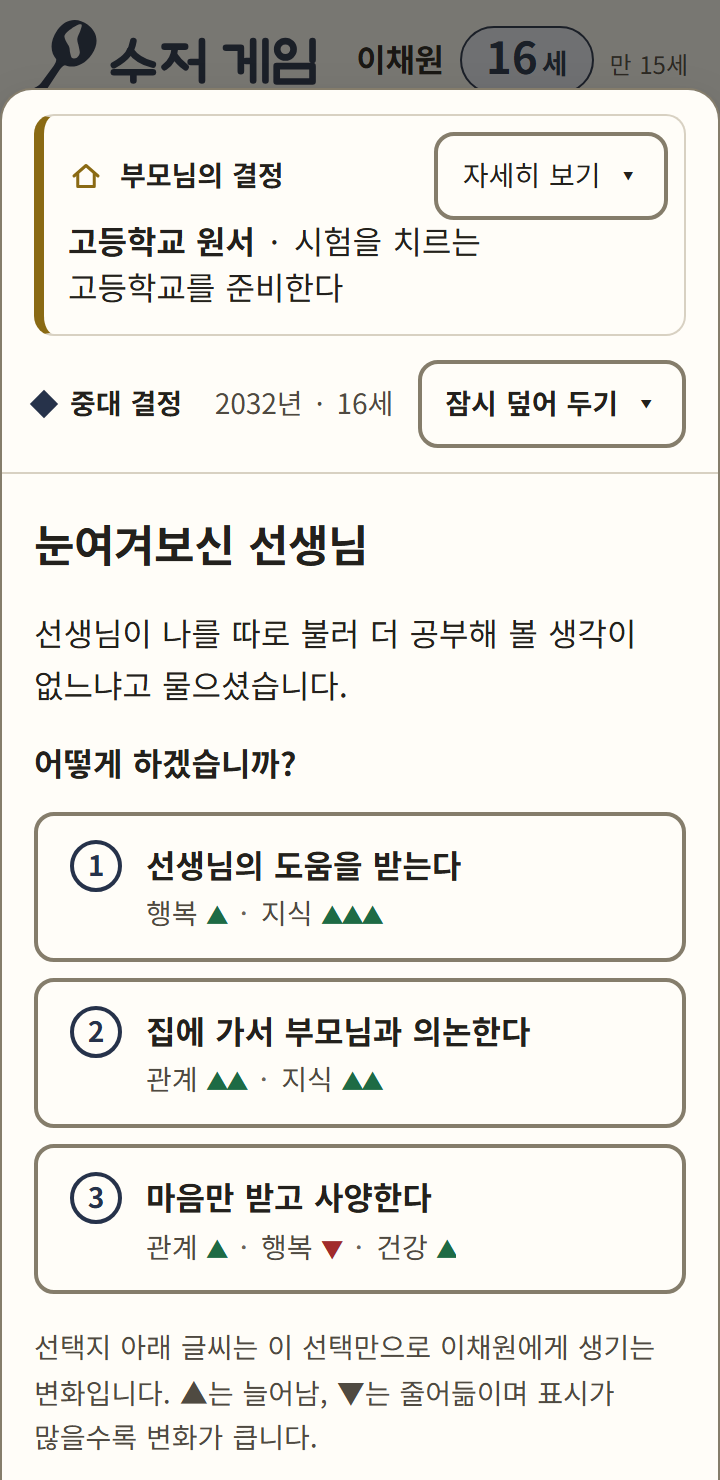 수저 게임 이채원 16세 만 15세
부모님의 결정 자세히 보기 ▼
고등학교 원서 · 시험을 치르는
고등학교를 준비한다
중대 결정 2032년 · 16세 잠시 덮어 두기 ▼
눈여겨보신 선생님
선생님이 나를 따로 불러 더 공부해 볼 생각이
없느냐고 물으셨습니다.
어떻게 하겠습니까?
1 선생님의 도움을 받는다
행복 ▲ · 지식 ▲▲▲
2 집에 가서 부모님과 의논한다
관계 ▲▲ · 지식 ▲▲
3 마음만 받고 사양한다
관계 ▲ · 행복 ▼ · 건강 ▲
선택지 아래 글씨는 이 선택만으로 이채원에게 생기는
변화입니다. ▲는 늘어남, ▼는 줄어듦이며 표시가
많을수록 변화가 큽니다.